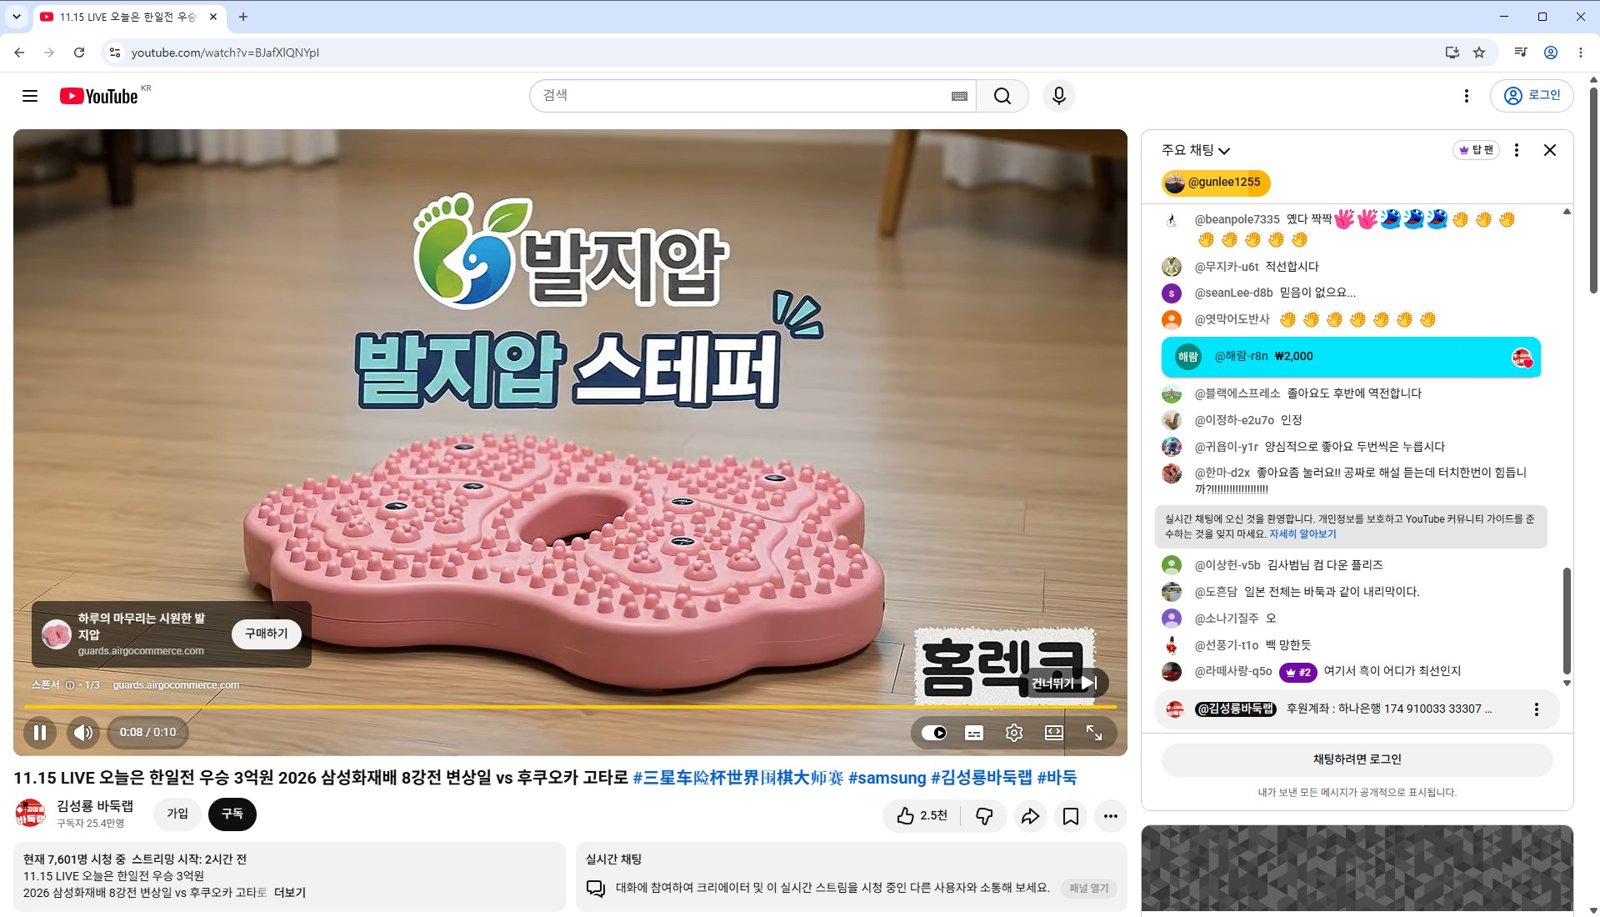 11.15 LIVE 오늘은 한일전 우승
youtube.com/watch?v=BJafXlQNYpI
YouTube KR
검색
로그인
발지압
발지압 스테퍼
하루의 마무리는 시원한 발
지압
guards.airgocommerce.com
구매하기
스폰서 · 1/3 guards.airgocommerce.com
홈렉코
건너뛰기
0:08 / 0:10
11.15 LIVE 오늘은 한일전 우승 3억원 2026 삼성화재배 8강전 변상일 vs 후쿠오카 고타로 #三星车险杯世界围棋大师赛 #samsung #김성룡바둑랩 #바둑
김성룡 바둑랩
구독자 25.4만명
가입
구독
2.5천
현재 7,601명 시청 중 스트리밍 시작: 2시간 전
11.15 LIVE 오늘은 한일전 우승 3억원
2026 삼성화재배 8강전 변상일 vs 후쿠오카 고타로 더보기
실시간 채팅
대화에 참여하여 크리에이터 및 이 실시간 스트림을 시청 중인 다른 사용자와 소통해 보세요.
패널 열기
주요 채팅
탑 팬
@gunlee1255
@beanpole7335 옜다 짝짝
@무지카-u6t 적선합시다
@seanLee-d8b 믿음이 없으요...
@엿막어도반사
해람 @해람-r8n ₩2,000
@블랙에스프레소 졸아요도 후반에 역전합니다
@이정하-e2u7o 인정
@귀욥이-y1r 양심적으로 좋아요 두번씩은 누릅시다
@한마-d2x 좋아요좀 눌러요!! 공짜로 해설 듣는데 터치한번이 힘듭니
까?!!!!!!!!!!!!!!!!!!!
실시간 채팅에 오신 것을 환영합니다. 개인정보를 보호하고 YouTube 커뮤니티 가이드를 준
수하는 것을 잊지 마세요. 자세히 알아보기
@이상헌-v5b 김사범님 컴 다운 플리즈
@도흔담 일본 전체는 바둑과 같이 내리막이다.
@소나기질주 오
@선풍기-t1o 백 망한듯
@라떼사랑-q5o #2 여기서 흑이 어디가 최선인지
@김성룡바둑랩 후원계좌 : 하나은행 174 910033 33307 ...
채팅하려면 로그인
내가 보낸 모든 메시지가 공개적으로 표시됩니다.